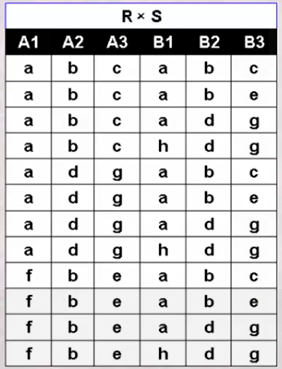 R × S
A1 A2 A3 B1 B2 B3
a b c a b c
a b c a b e
a b c a d g
a b c h d g
a d g a b c
a d g a b e
a d g a d g
a d g h d g
f b e a b c
f b e a b e
f b e a d g
f b e h d g